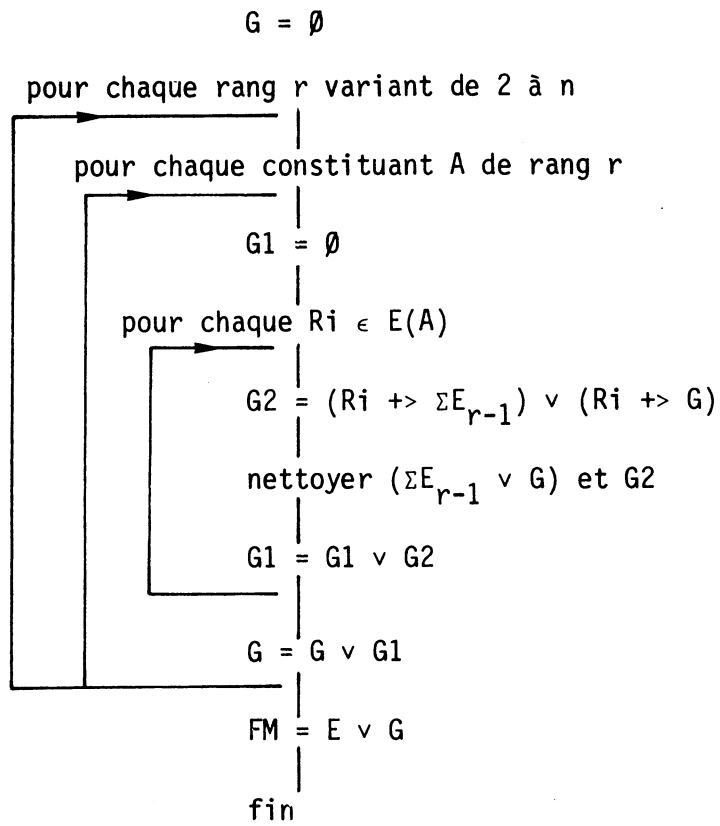 G = Ø
pour chaque rang r variant de 2 à n
pour chaque constituant A de rang r
G1 = Ø
pour chaque Ri ϵ E(A)
G2 = (Ri +> ΣE_{r-1}) ∨ (Ri +> G)
nettoyer (ΣE_{r-1} ∨ G) et G2
G1 = G1 ∨ G2
G = G ∨ G1
FM = E ∨ G
fin